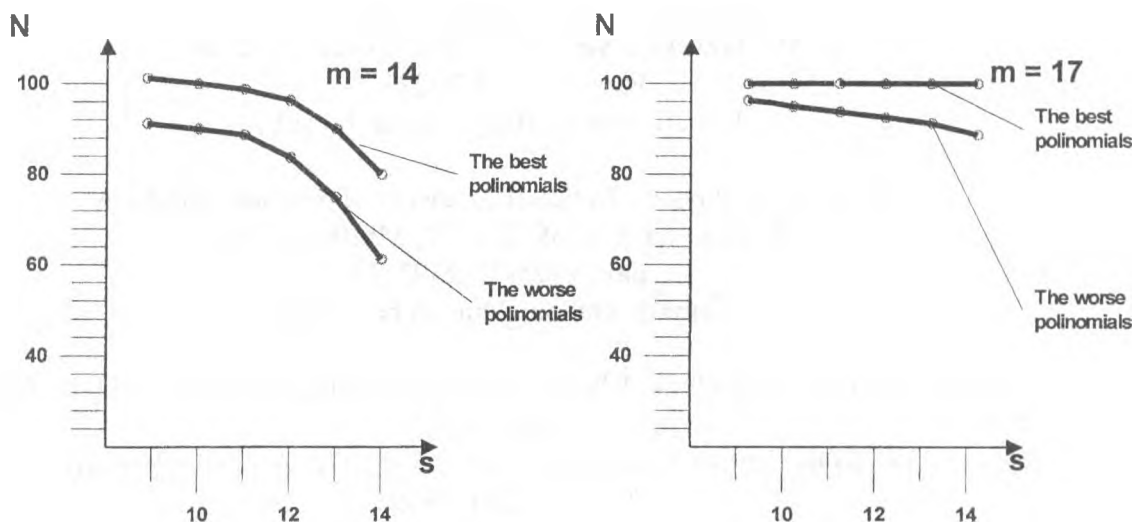 N
m = 14
100
80
60
40
The best
polinomials
The worse
polinomials
S
10 12 14
N
m = 17
100
80
60
40
The best
polinomials
The worse
polinomials
S
10 12 14